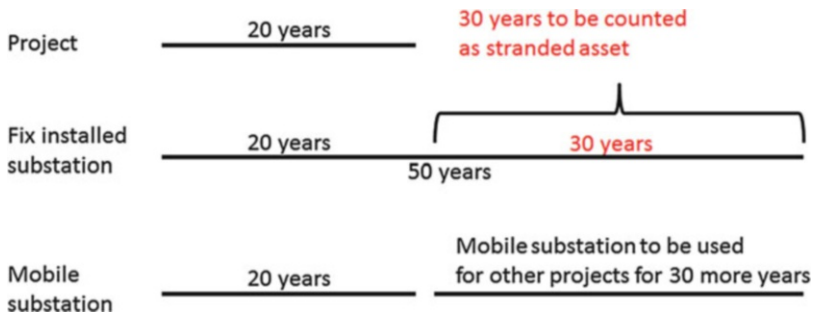 Project
20 years
30 years to be counted
as stranded asset
Fix installed
substation
20 years
30 years
50 years
Mobile
substation
20 years
Mobile substation to be used
for other projects for 30 more years